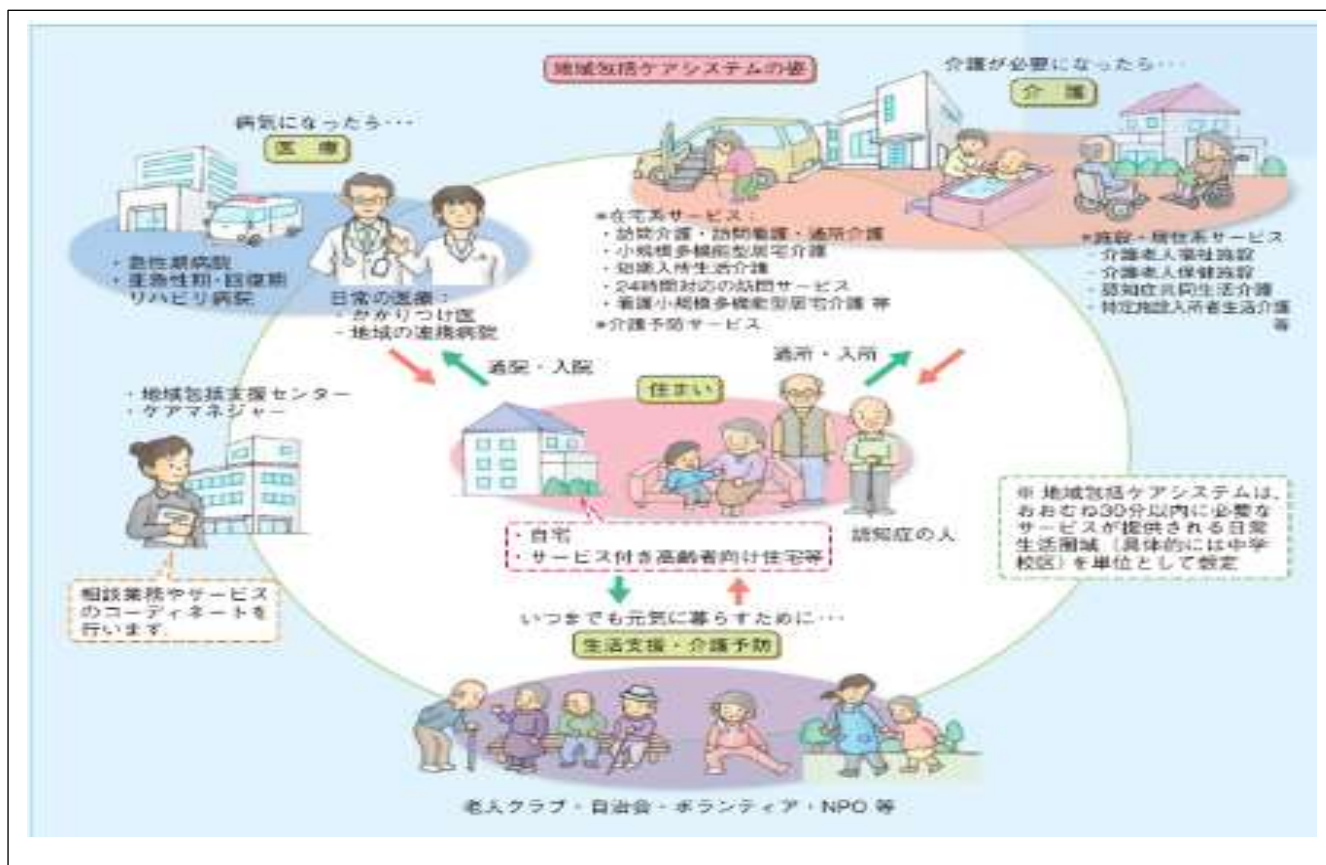 地域包括ケアシステムの姿
介護が必要になったら･･･
介　護
病気になったら･･･
医　療
・急性期病院
・亜急性期・回復期
リハビリ病院
日常の医療：
・かかりつけ医
・地域の連携病院
＊在宅系サービス：
・訪問介護・訪問看護・通所介護
・小規模多機能型居宅介護
・短期入所生活介護
・24時間対応の訪問サービス
・看護小規模多機能型居宅介護 等
＊介護予防サービス
＊施設・居住系サービス
・介護老人福祉施設
・介護老人保健施設
・認知症共同生活介護
・特定施設入所者生活介護
等
通院・入院
通所・入所
住まい
・地域包括支援センター
・ケアマネジャー
相談業務やサービス
のコーディネートを
行います.
・自宅
・サービス付き高齢者向け住宅等
認知症の人
※ 地域包括ケアシステムは、
おおむね30分以内に必要な
サービスが提供される日常
生活圏域（具体的には中学
校区）を単位として想定
いつまでも元気に暮らすために･･･
生活支援・介護予防
老人クラブ・自治会・ボランティア・NPO 等